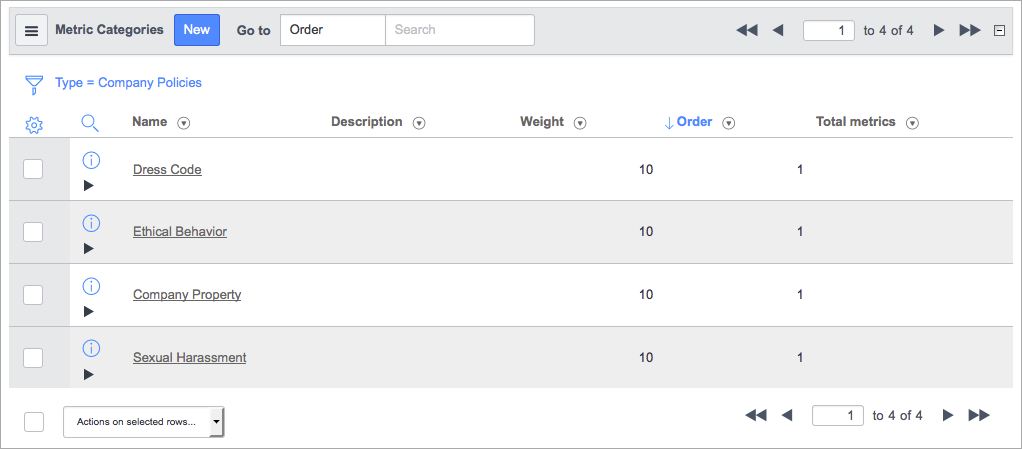 Metric Categories New Go to Order Search 1 to 4 of 4
Type = Company Policies
Name Description Weight Order Total metrics
Dress Code 10 1
Ethical Behavior 10 1
Company Property 10 1
Sexual Harassment 10 1
Actions on selected rows... 1 to 4 of 4